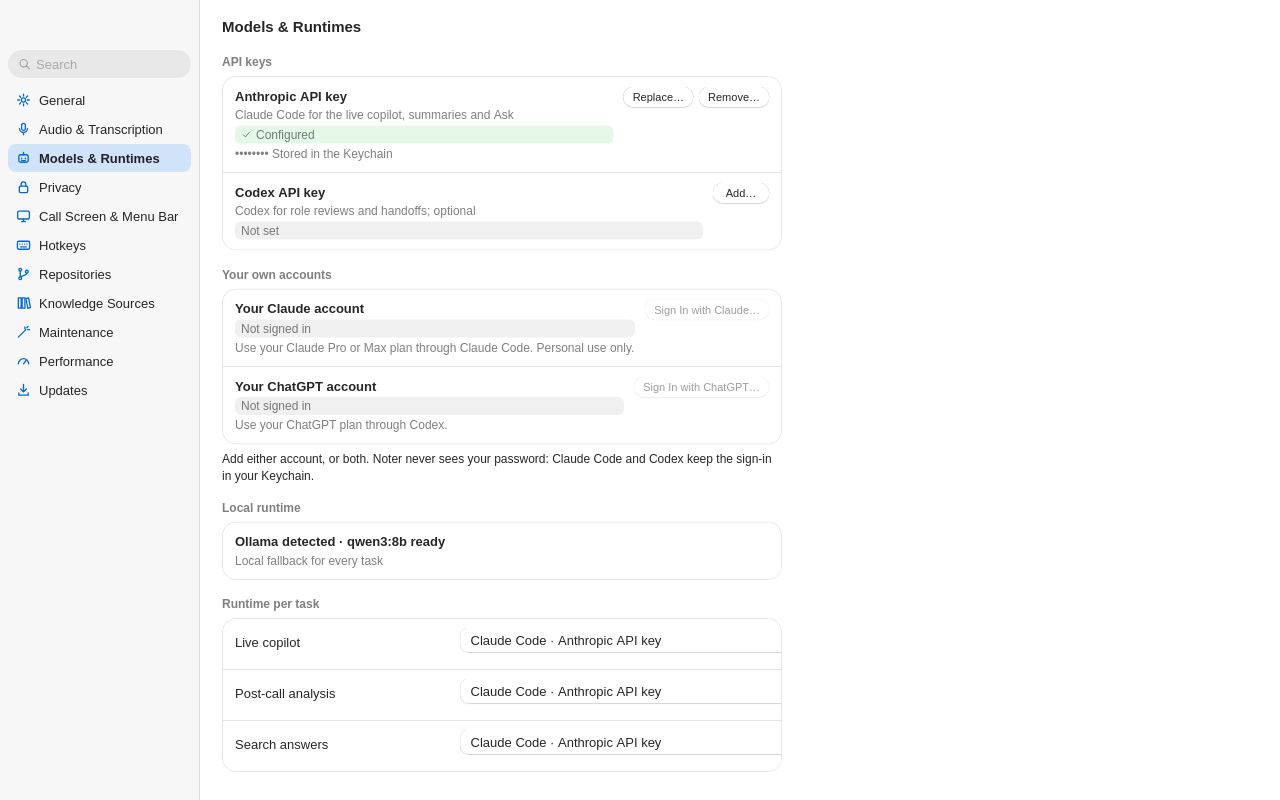 Models & Runtimes
Search
General
Audio & Transcription
Models & Runtimes
Privacy
Call Screen & Menu Bar
Hotkeys
Repositories
Knowledge Sources
Maintenance
Performance
Updates
API keys
Anthropic API key
Replace…
Remove…
Claude Code for the live copilot, summaries and Ask
Configured
•••••••• Stored in the Keychain
Codex API key
Add…
Codex for role reviews and handoffs; optional
Not set
Your own accounts
Your Claude account
Sign In with Claude…
Not signed in
Use your Claude Pro or Max plan through Claude Code. Personal use only.
Your ChatGPT account
Sign In with ChatGPT…
Not signed in
Use your ChatGPT plan through Codex.
Add either account, or both. Noter never sees your password: Claude Code and Codex keep the sign-in
in your Keychain.
Local runtime
Ollama detected · qwen3:8b ready
Local fallback for every task
Runtime per task
Live copilot
Claude Code · Anthropic API key
Post-call analysis
Claude Code · Anthropic API key
Search answers
Claude Code · Anthropic API key